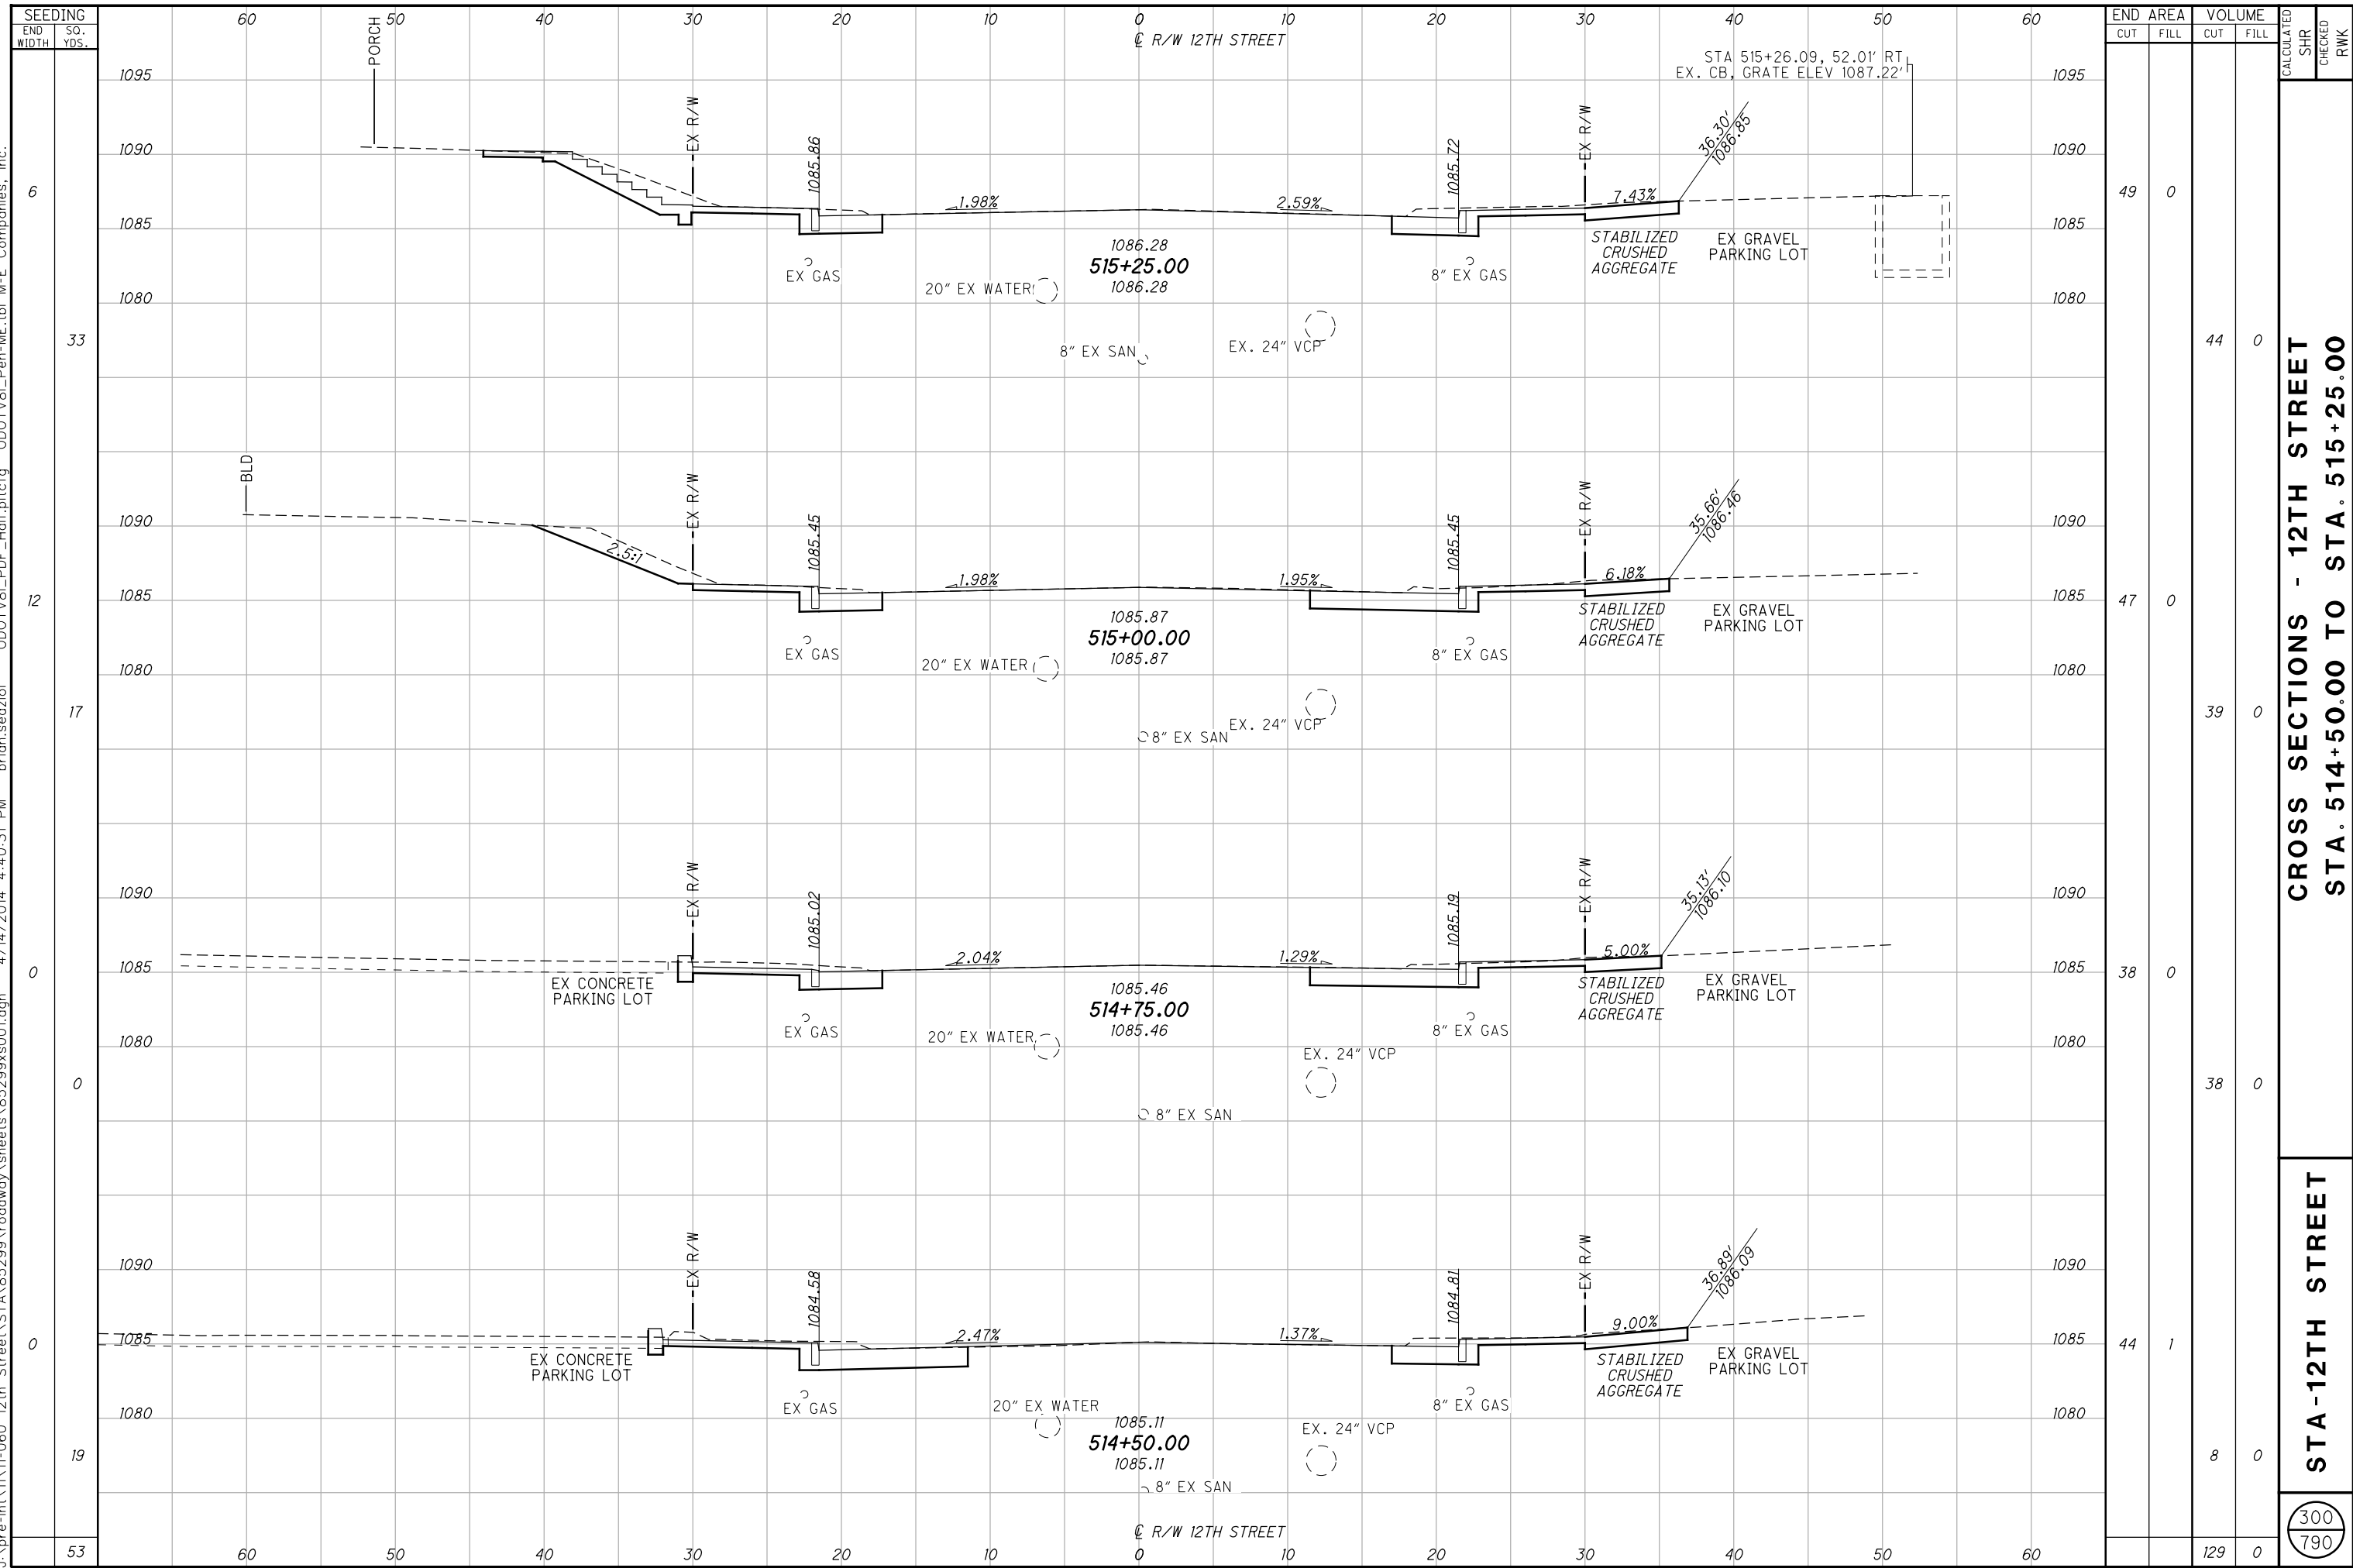 SEEDING
END WIDTH
SQ. YDS.
60 50 40 30 20 10 0 10 20 30 40 50 60
END AREA
VOLUME
CUT FILL CUT FILL
CALCULATED
SHR
CHECKED
RWK
℄ R/W 12TH STREET
PORCH
STA 515+26.09, 52.01' RT
EX. CB, GRATE ELEV 1087.22'
1095 1095
EX R/W
EX R/W
1085.86
1085.72
36.30'
1086.85
1090 1090
6
49 0
1.98%
2.59%
7.43%
1085 1085
STABILIZED
CRUSHED
AGGREGATE
EX GRAVEL
PARKING LOT
1086.28
515+25.00
1086.28
EX GAS
20" EX WATER
8" EX GAS
1080 1080
33
44 0
8" EX SAN
EX. 24" VCP
BLD
EX R/W
EX R/W
1085.45
1085.45
35.66'
1086.46
1090 1090
2.5:1
1.98%
1.95%
6.18%
12
1085 1085
47 0
STABILIZED
CRUSHED
AGGREGATE
EX GRAVEL
PARKING LOT
1085.87
515+00.00
1085.87
EX GAS
20" EX WATER
8" EX GAS
1080 1080
17
39 0
EX. 24" VCP
8" EX SAN
EX R/W
EX R/W
1085.02
1085.19
35.13'
1086.10
1090 1090
2.04%
1.29%
5.00%
0
1085 1085
38 0
EX CONCRETE
PARKING LOT
STABILIZED
CRUSHED
AGGREGATE
EX GRAVEL
PARKING LOT
1085.46
514+75.00
1085.46
EX GAS
20" EX WATER
8" EX GAS
1080 1080
EX. 24" VCP
0
38 0
8" EX SAN
EX R/W
EX R/W
1084.58
1084.81
36.89'
1086.09
1090 1090
2.47%
1.37%
9.00%
0
1085 1085
44 1
EX CONCRETE
PARKING LOT
STABILIZED
CRUSHED
AGGREGATE
EX GRAVEL
PARKING LOT
EX GAS
20" EX WATER
8" EX GAS
1080 1080
1085.11
514+50.00
1085.11
EX. 24" VCP
19
8 0
8" EX SAN
℄ R/W 12TH STREET
53
60 50 40 30 20 10 0 10 20 30 40 50 60
129 0
CROSS SECTIONS - 12TH STREET
STA. 514+50.00 TO STA. 515+25.00
STA-12TH STREET
300
790
4/14/2014 4:40:31 PM